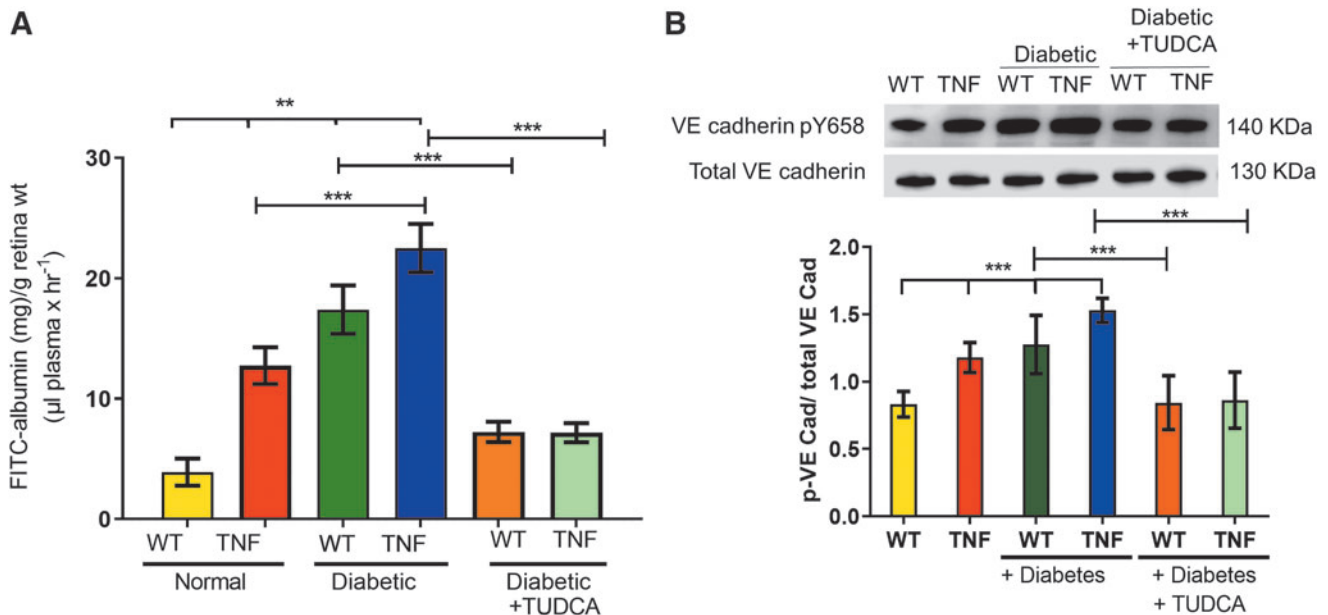 A
**
***
***
***
30
20
10
0
FITC-albumin (mg)/g retina wt
(µl plasma x hr-1)
WT TNF WT TNF WT TNF
Normal Diabetic Diabetic
+TUDCA
B
Diabetic
+TUDCA
Diabetic
WT TNF WT TNF WT TNF
VE cadherin pY658 140 KDa
Total VE cadherin 130 KDa
***
***
***
2.0
1.5
1.0
0.5
0.0
p-VE Cad/ total VE Cad
WT TNF WT TNF WT TNF
+ Diabetes + Diabetes
+ TUDCA